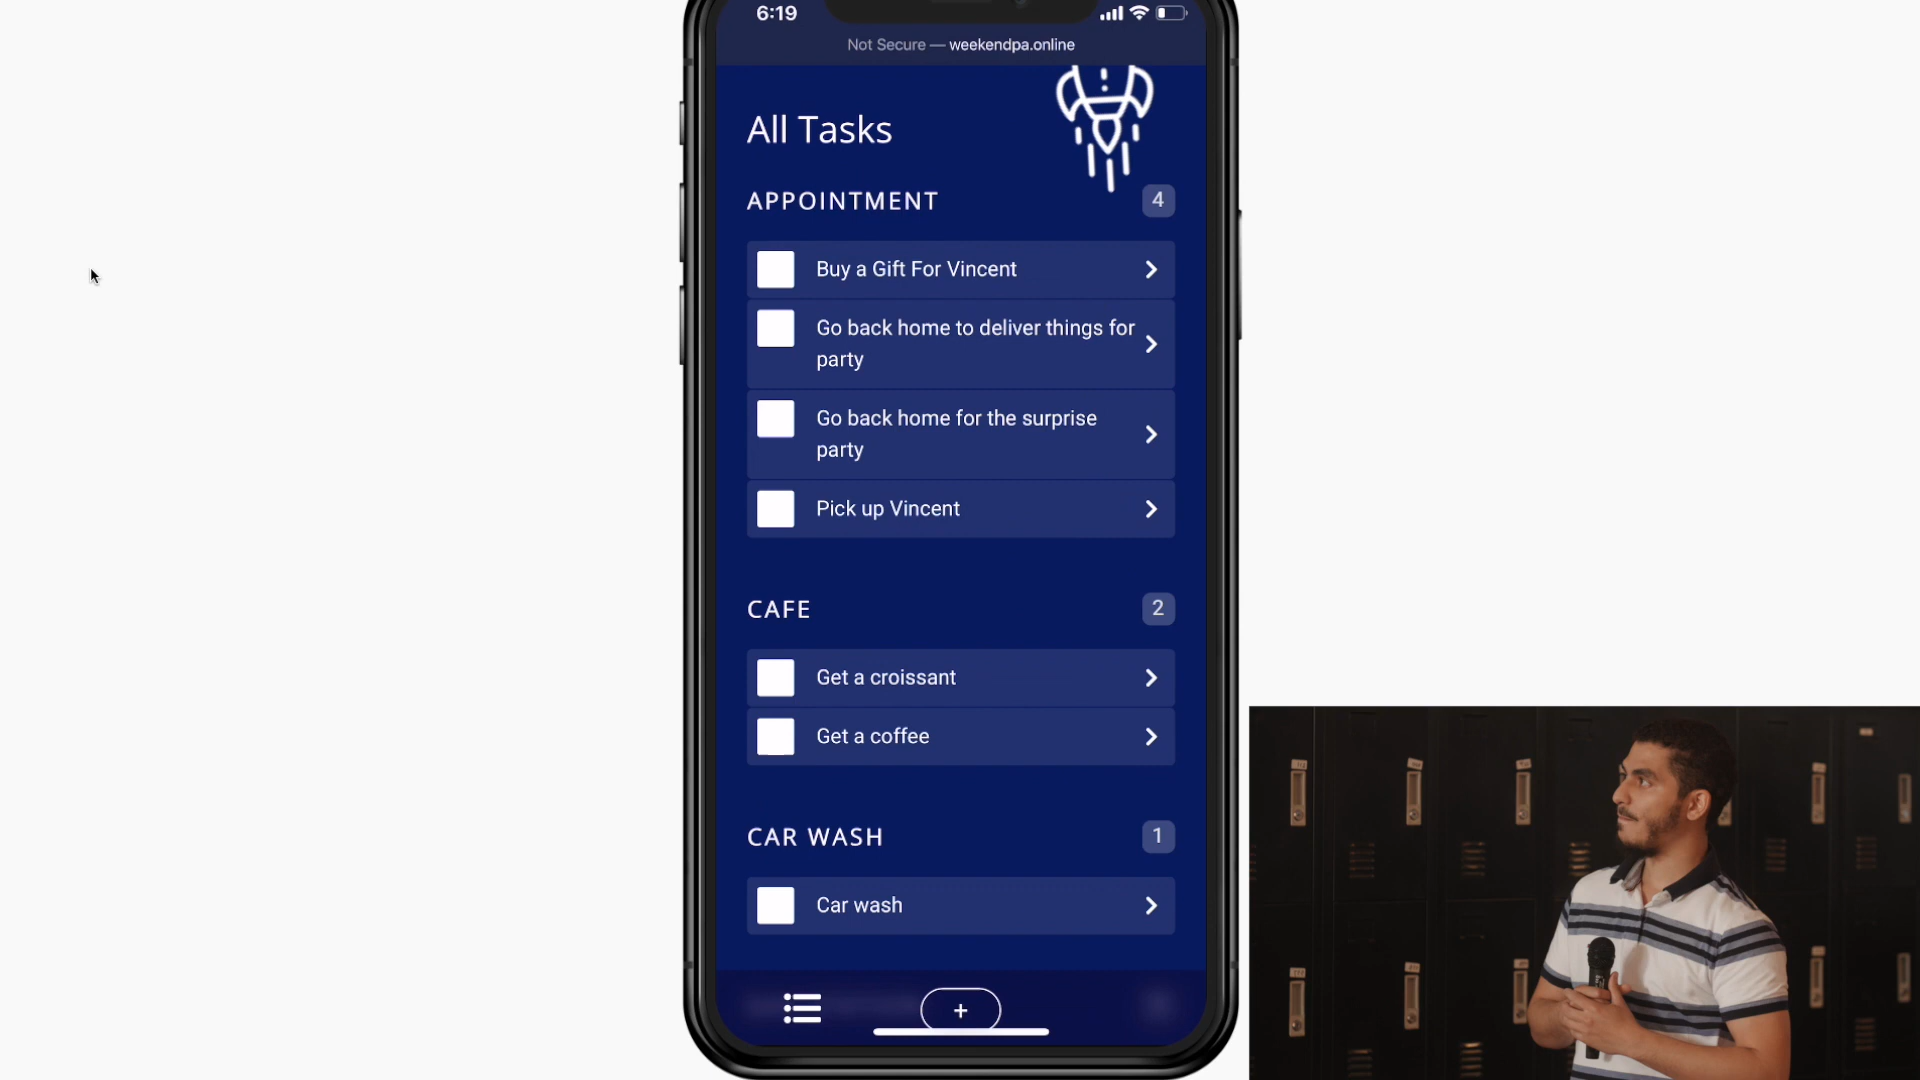 6:19
Not Secure — weekendpa.online
All Tasks
APPOINTMENT
4
Buy a Gift For Vincent
Go back home to deliver things for
party
Go back home for the surprise
party
Pick up Vincent
CAFE
2
Get a croissant
Get a coffee
CAR WASH
1
Car wash
+